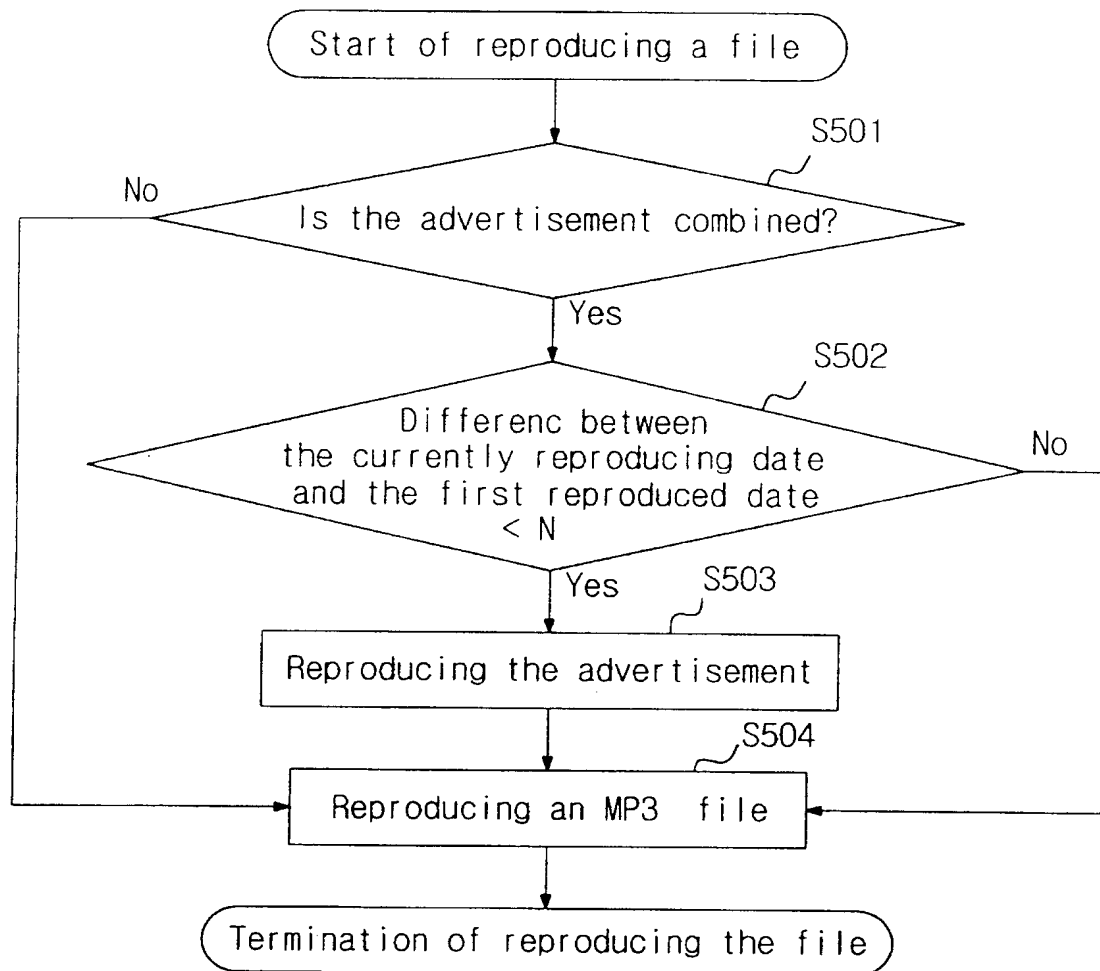 Start of reproducing a file
S501
No
Is the advertisement combined?
Yes
S502
Differenc between
the currently reproducing date
and the first reproduced date
< N
No
Yes
S503
Reproducing the advertisement
S504
Reproducing an MP3 file
Termination of reproducing the file